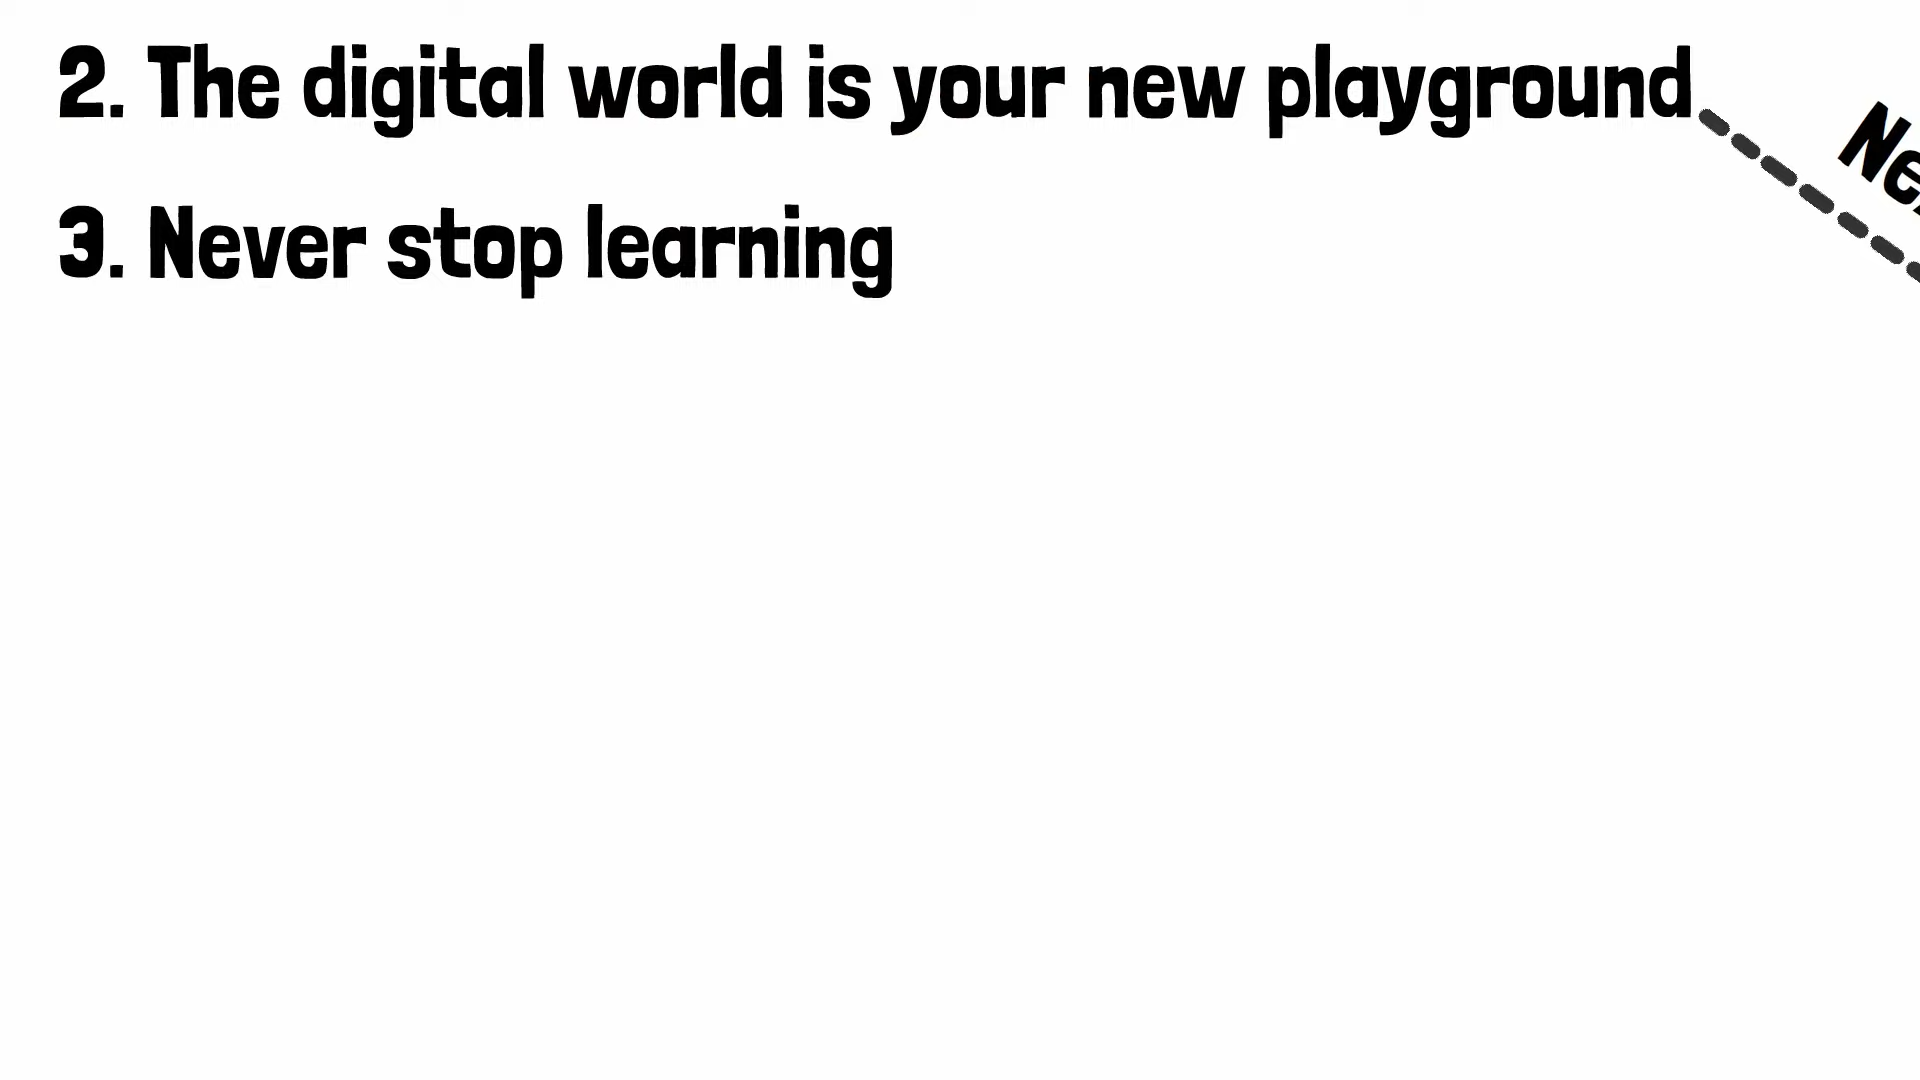 2. The digital world is your new playground
3. Never stop learning